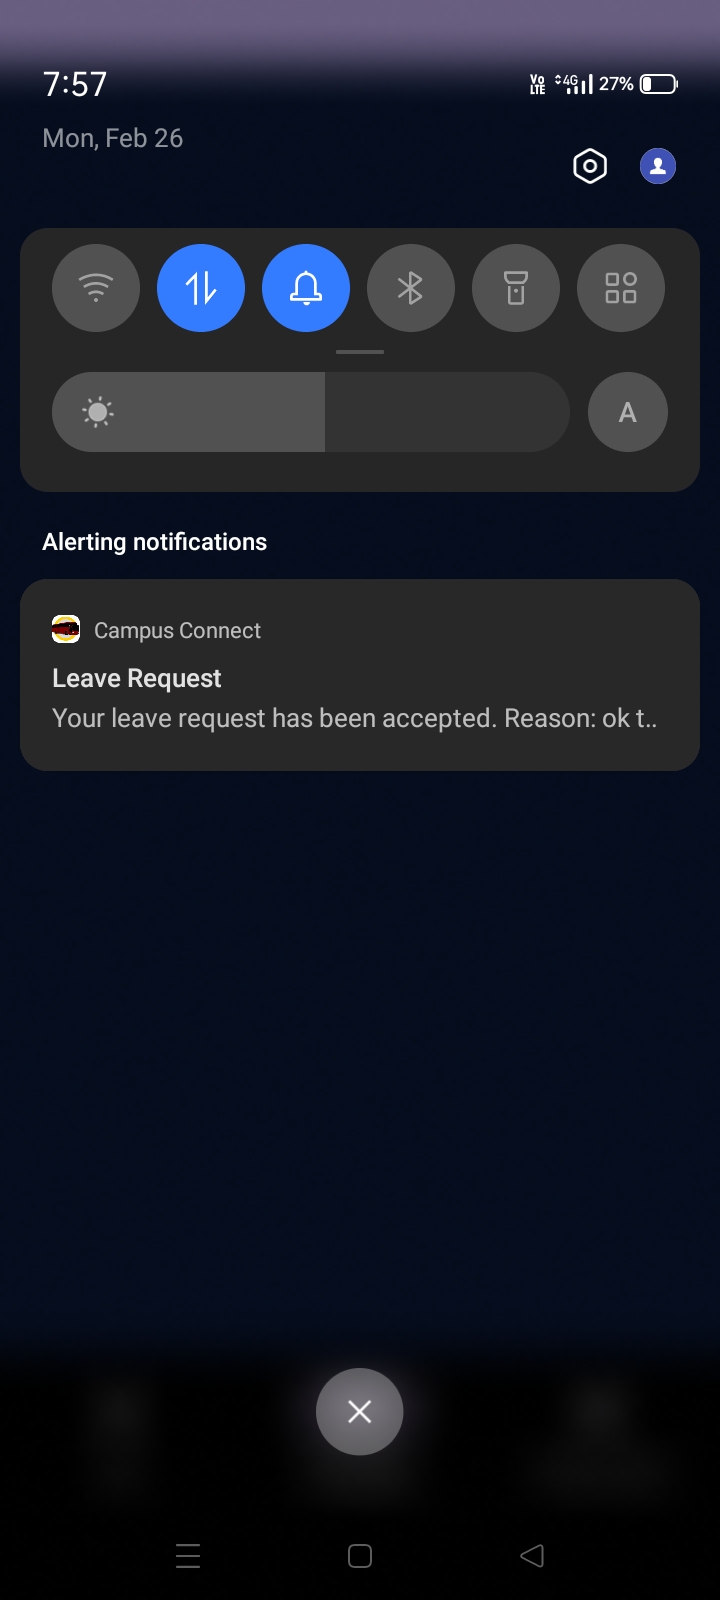 7:57
Vo LTE 4G 27%
Mon, Feb 26
A
Alerting notifications
Campus Connect
Leave Request
Your leave request has been accepted. Reason: ok t..